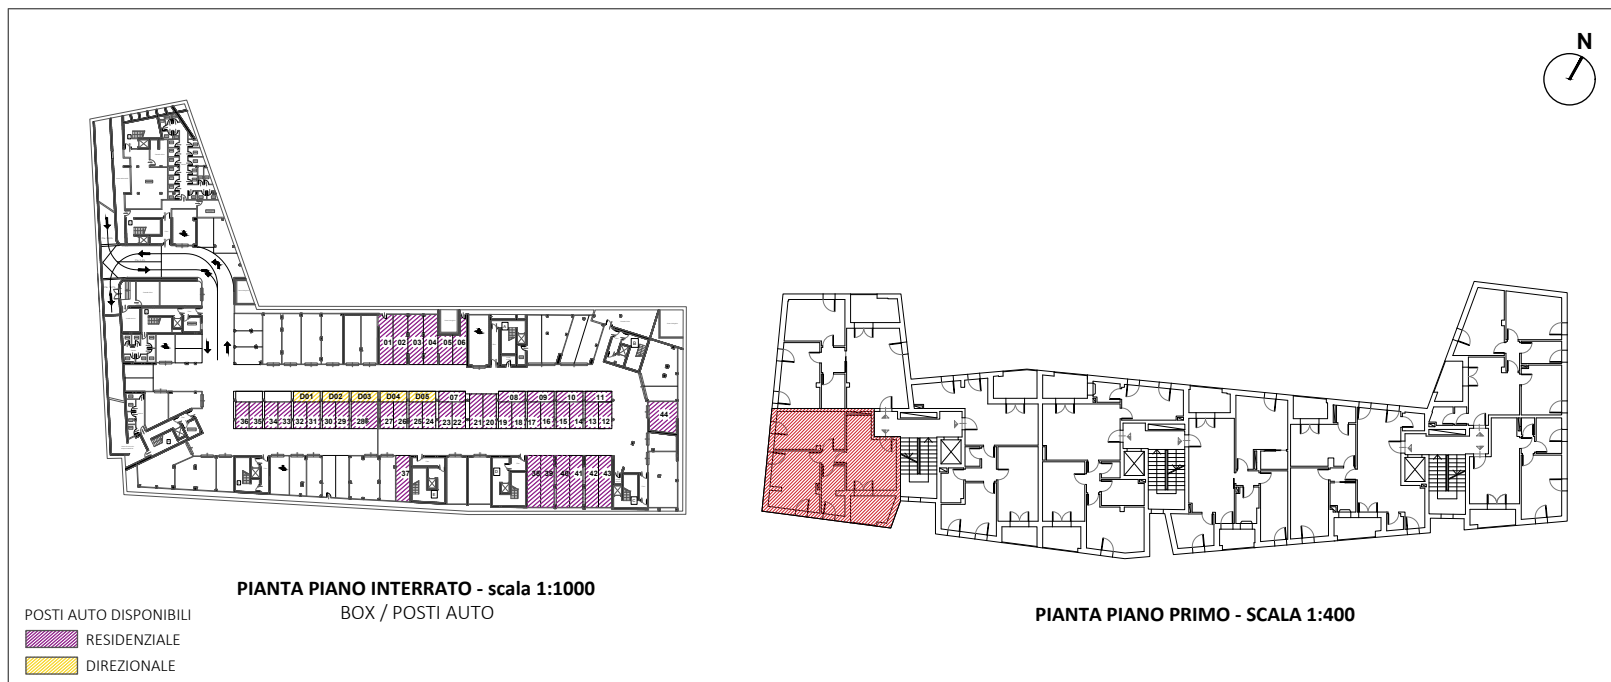 N
01 02 03 04 05 06
D01 D02 D03 D04 D05 07 08 09 10 11
36 35 34 33 32 31 30 29 28 27 26 25 24 23 22 21 20 19 18 17 16 15 14 13 12
44
37 38 39 40 41 42 43
PIANTA PIANO INTERRATO - scala 1:1000
BOX / POSTI AUTO
PIANTA PIANO PRIMO - SCALA 1:400
POSTI AUTO DISPONIBILI
RESIDENZIALE
DIREZIONALE